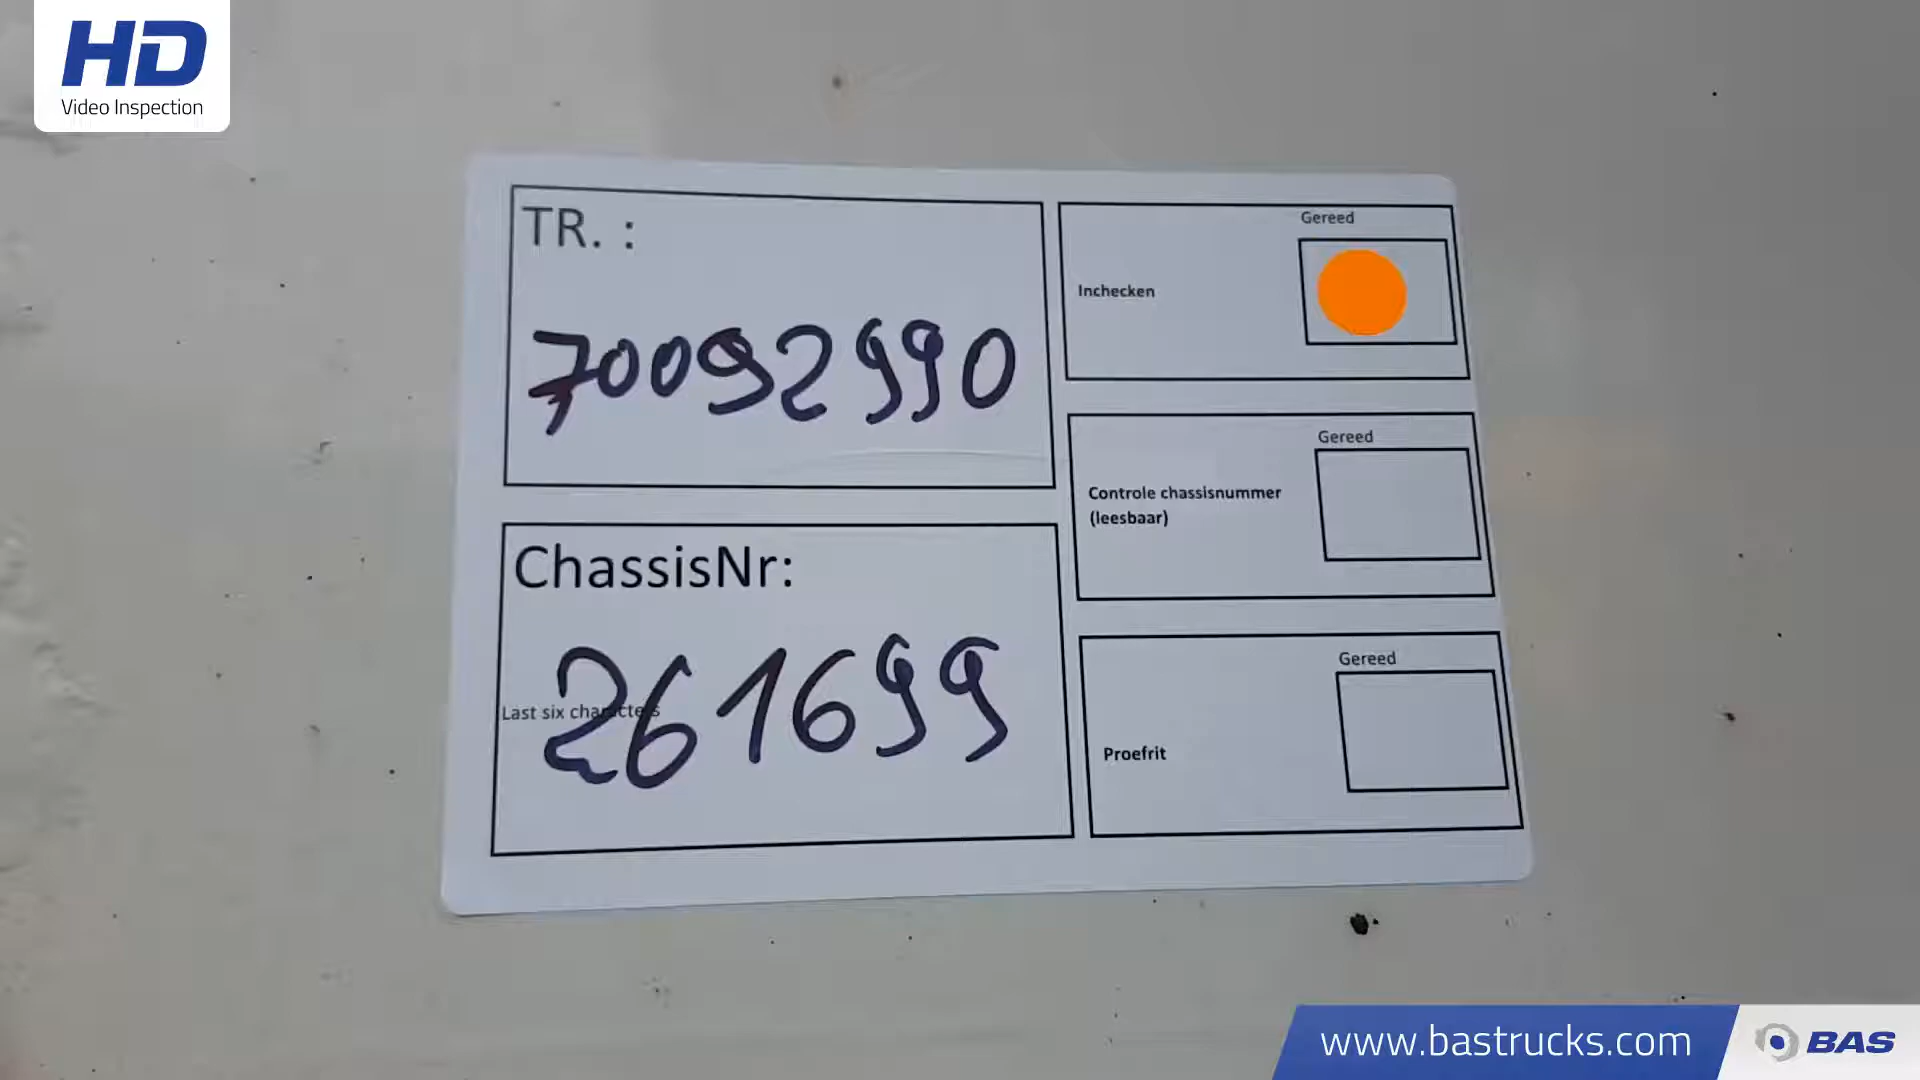 HD
Video Inspection
TR. :
70092990
ChassisNr:
Last six characters
261699
Gereed
Inchecken
Gereed
Controle chassisnummer
(leesbaar)
Gereed
Proefrit
www.bastrucks.com
BAS